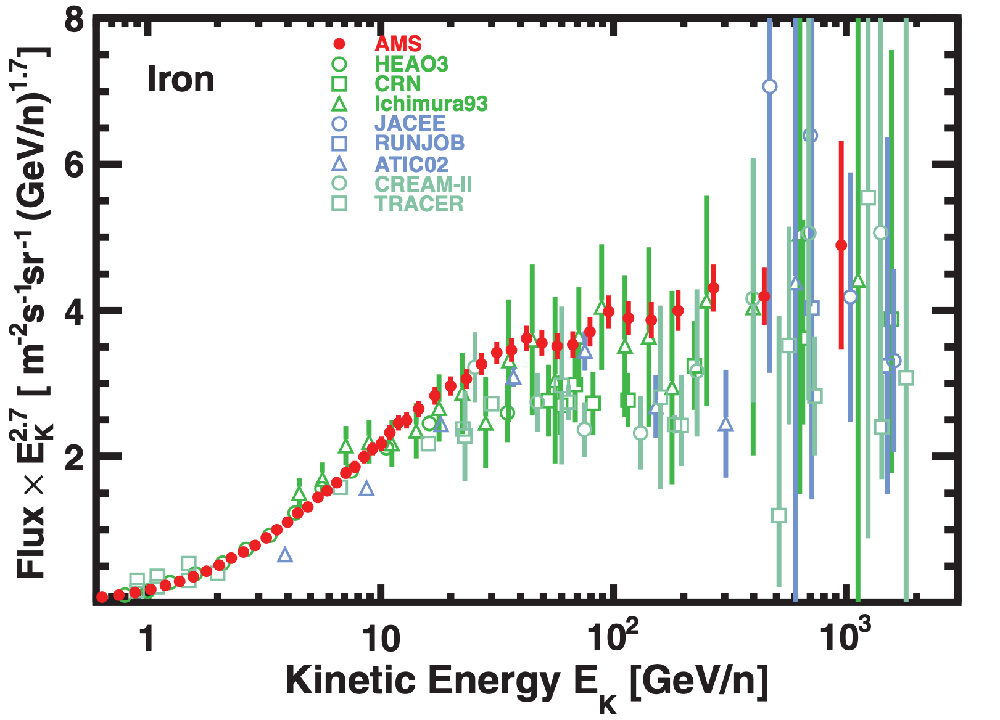 8
6
4
2
Flux × E_K^2.7 [ m^-2s^-1sr^-1 (GeV/n)^1.7 ]
Iron
AMS
HEAO3
CRN
Ichimura93
JACEE
RUNJOB
ATIC02
CREAM-II
TRACER
1 10 10^2 10^3
Kinetic Energy E_K [GeV/n]